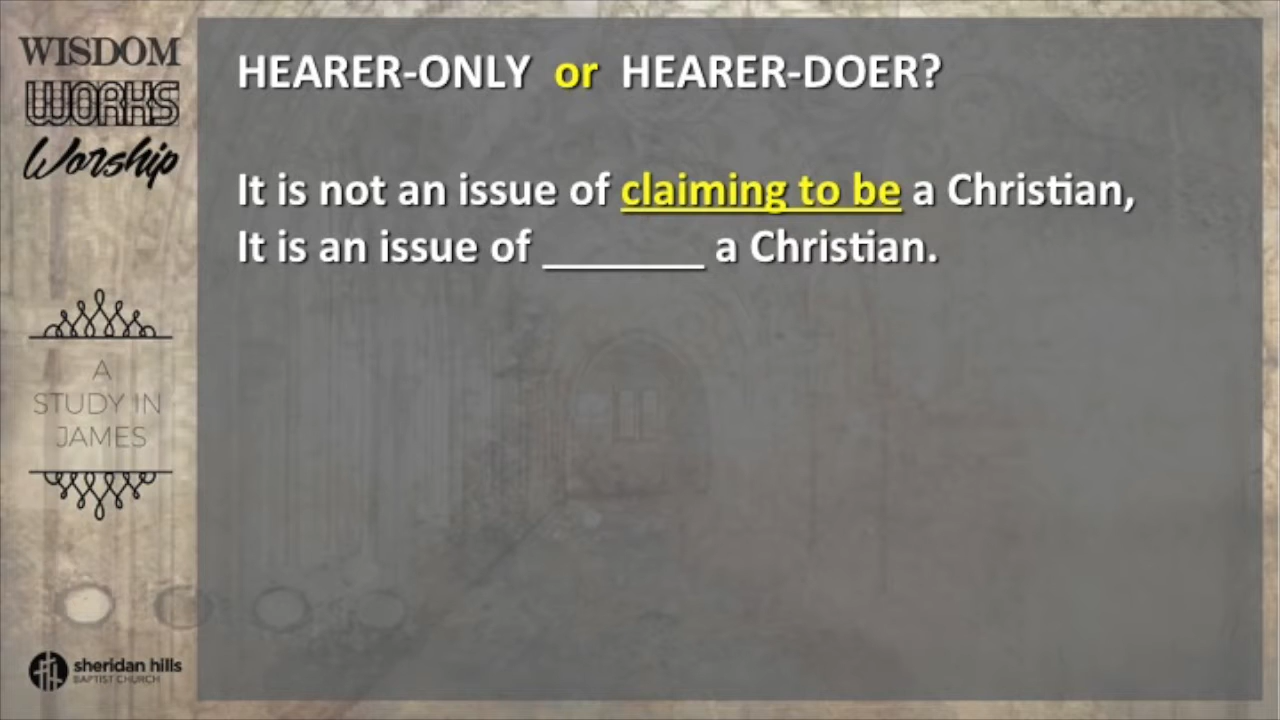 WISDOM
WORKS
Worship
A
STUDY IN
JAMES
sheridan hills
BAPTIST CHURCH
HEARER-ONLY or HEARER-DOER?
It is not an issue of claiming to be a Christian,
It is an issue of _______ a Christian.